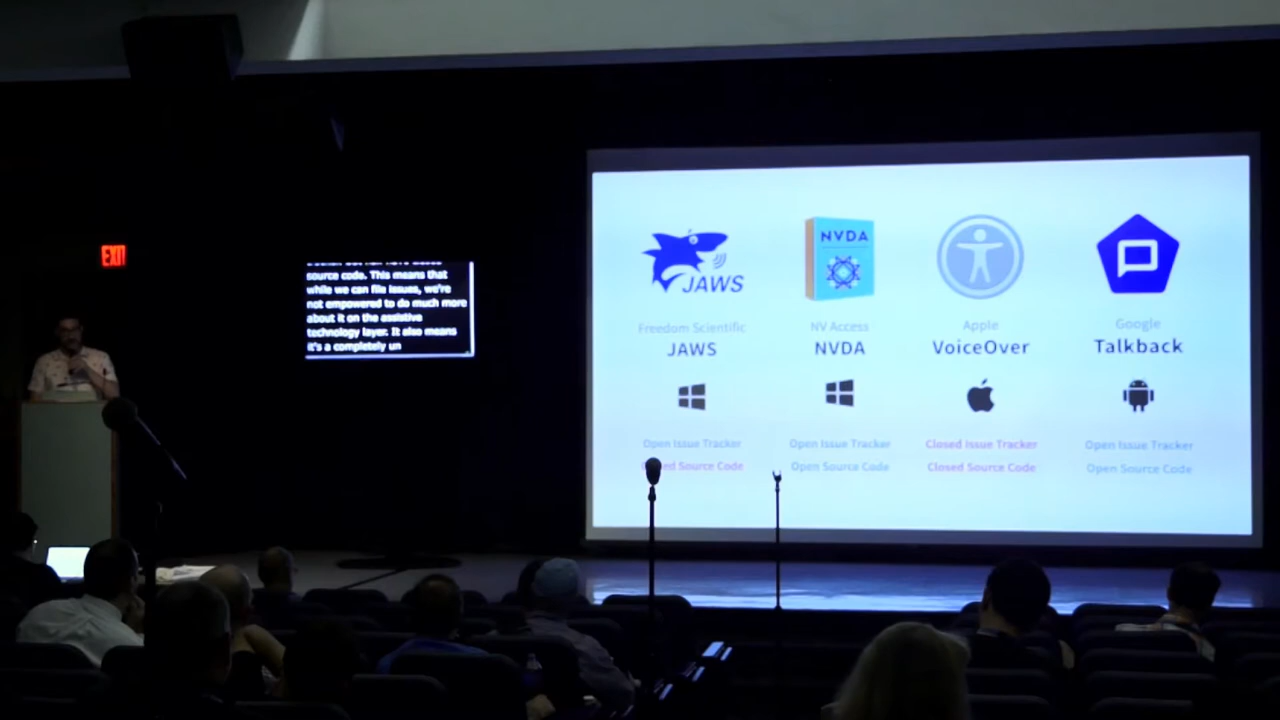 EXIT
source code. This means that
while we can file issues, we're
not empowered to do much more
about it on the assistive
technology layer. It also means
it's a completely un
JAWS
NVDA
Freedom Scientific
JAWS
NV Access
NVDA
Apple
VoiceOver
Google
Talkback
Open Issue Tracker
Open Issue Tracker
Closed Issue Tracker
Open Issue Tracker
Source Code
Open Source Code
Closed Source Code
Open Source Code